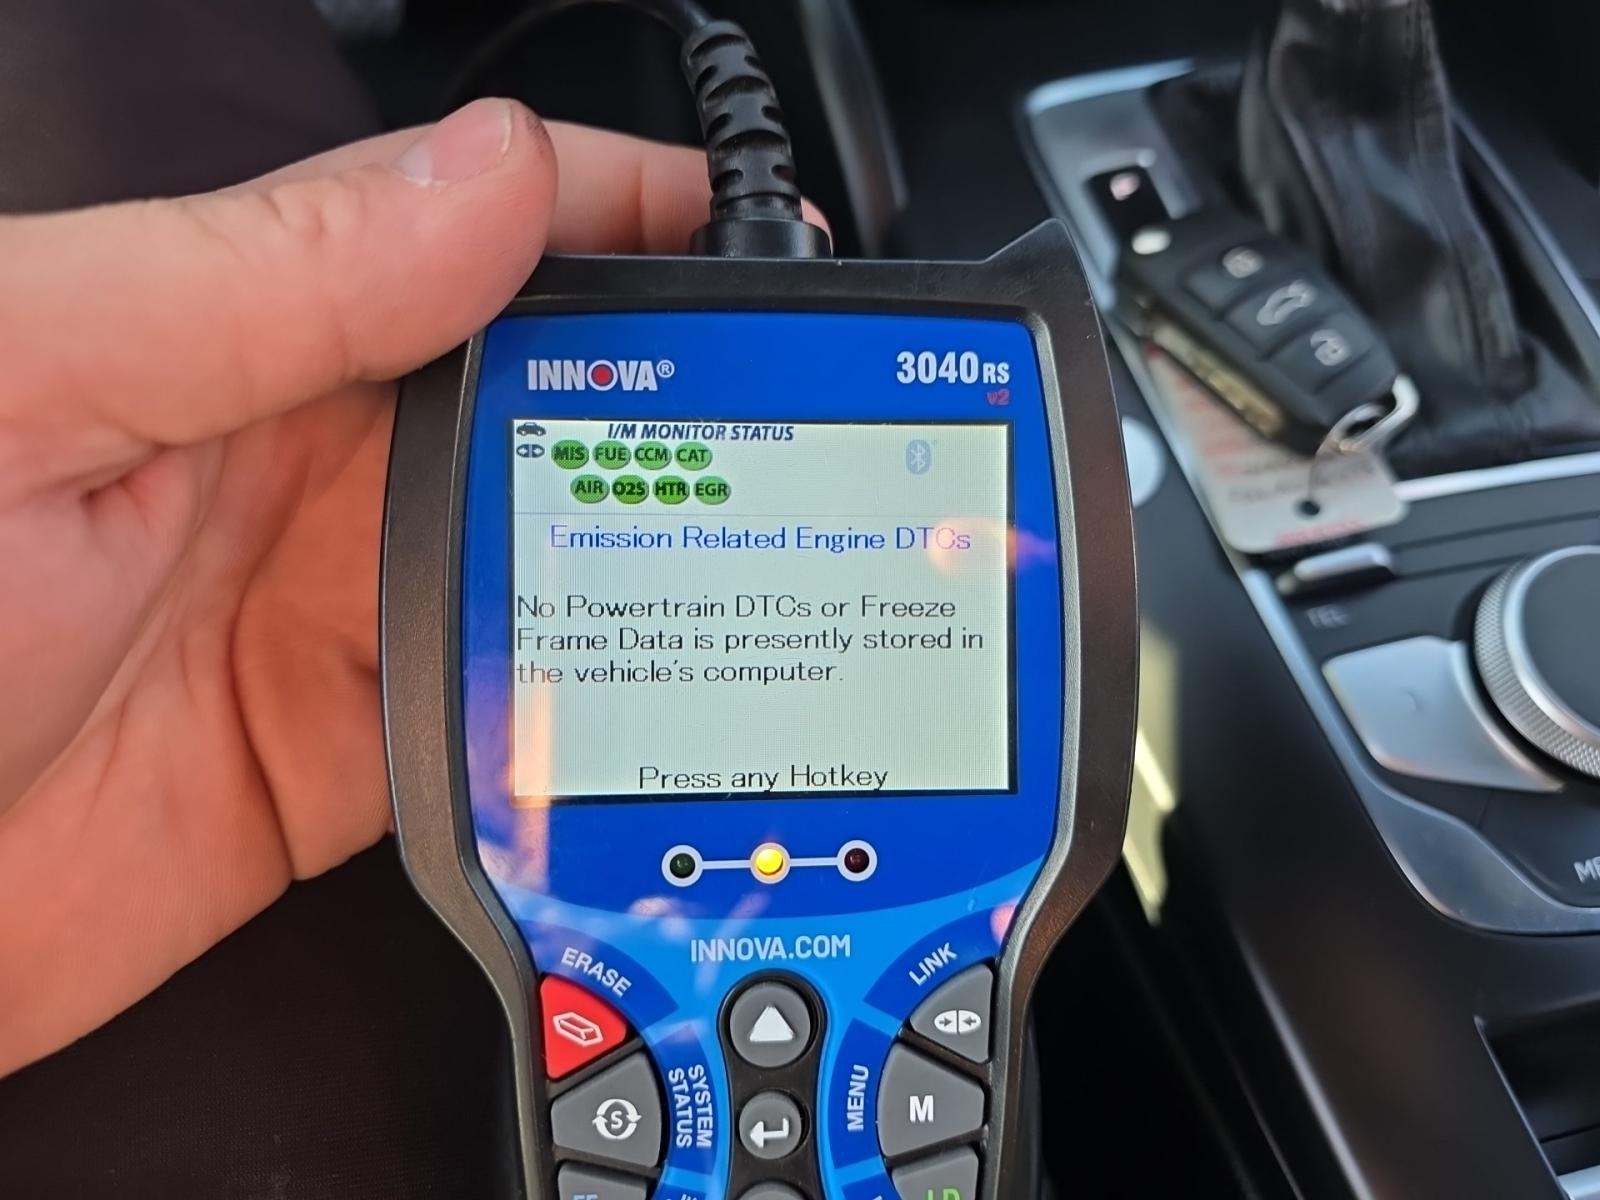 INNOVA®
3040RS
v2
I/M MONITOR STATUS
MIS FUE CCM CAT
AIR O2S HTR EGR
Emission Related Engine DTCs
No Powertrain DTCs or Freeze
Frame Data is presently stored in
the vehicle's computer.
Press any Hotkey
INNOVA.COM
ERASE
LINK
SYSTEM
STATUS
S
MENU
M
LD